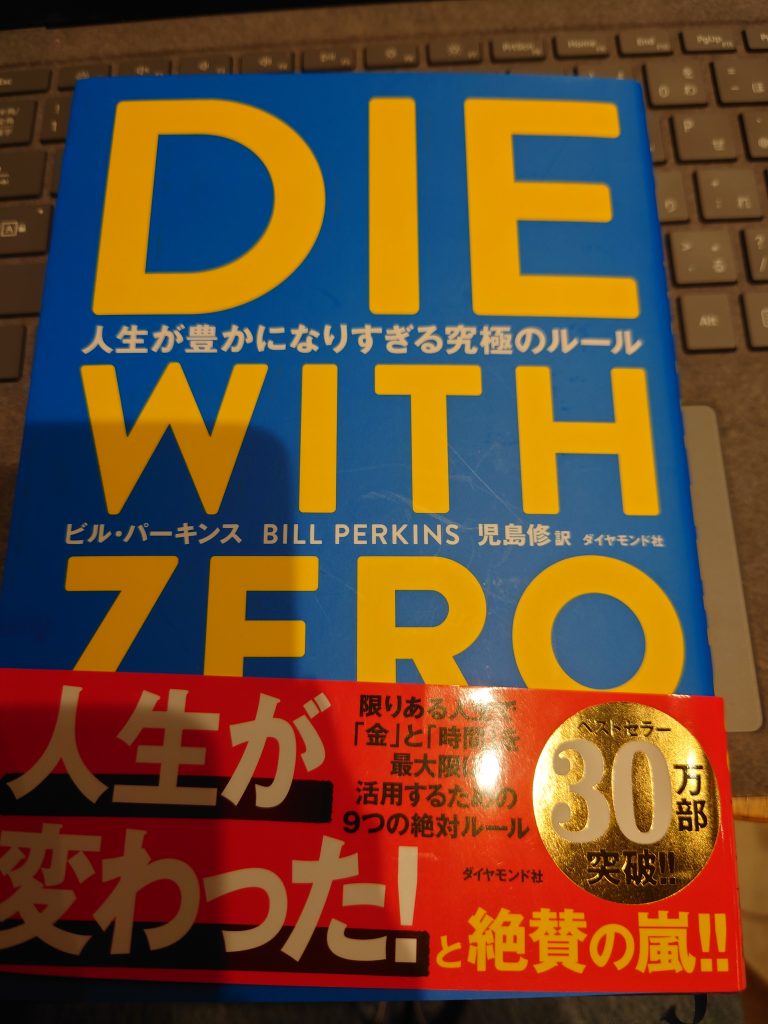 DIE
人生が豊かになりすぎる究極のルール
WITH
ビル・パーキンス BILL PERKINS 児島修 訳 ダイヤモンド社
ZERO
人生が
変わった!
と絶賛の嵐!!
限りある人生で
「金」と「時間」を
最大限に
活用するための
9つの絶対ルール
ダイヤモンド社
ベストセラー
30万部
突破!!
PrtScn
Home
End
PgUp
Alt